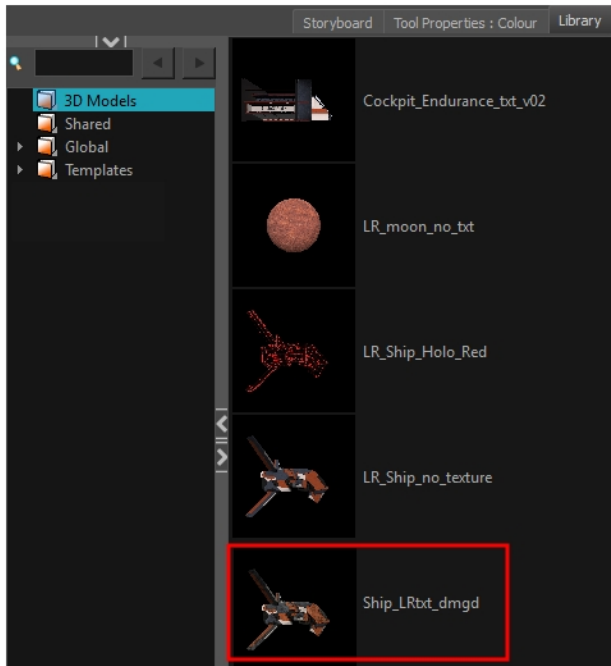 Storyboard
Tool Properties : Colour
Library
3D Models
Shared
Global
Templates
Cockpit_Endurance_txt_v02
LR_moon_no_txt
LR_Ship_Holo_Red
LR_Ship_no_texture
Ship_LRtxt_dmgd